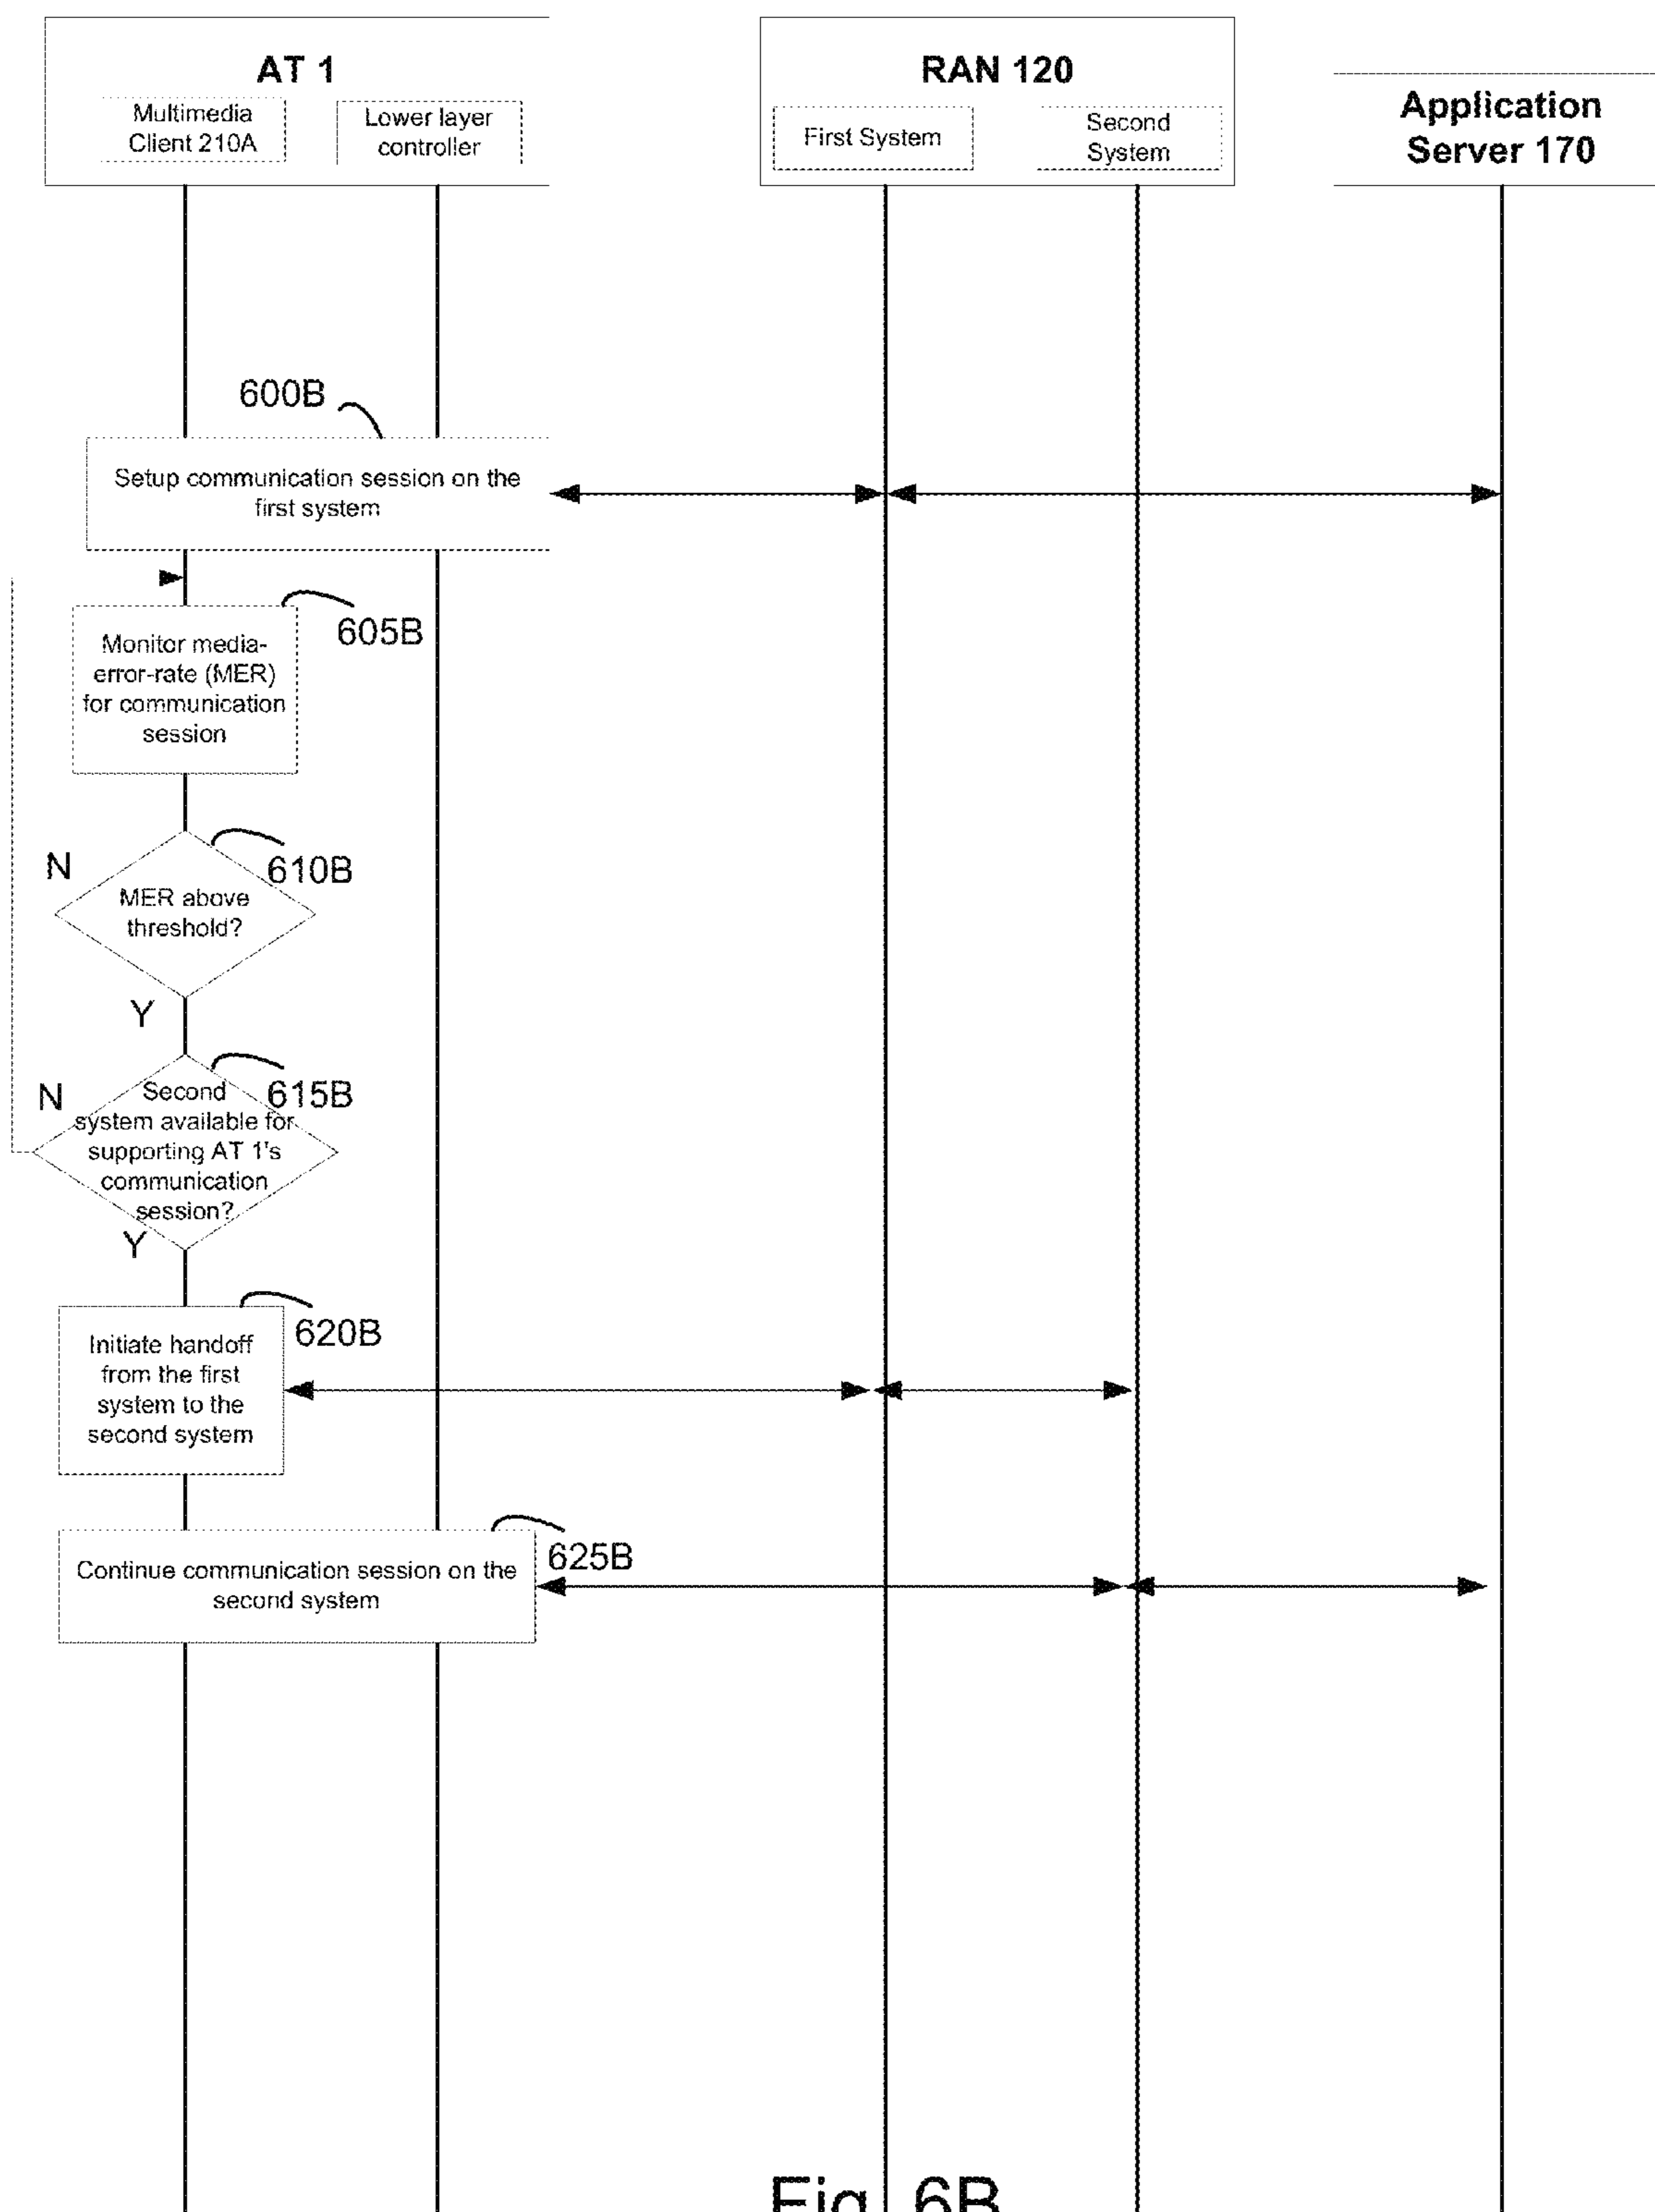 AT 1
Multimedia
Client 210A
Lower layer
controller
RAN 120
First System
Second
System
Application
Server 170
600B
Setup communication session on the
first system
605B
Monitor media-
error-rate (MER)
for communication
session
N
610B
MER above
threshold?
Y
N
615B
Second
system available for
supporting AT 1's
communication
session?
Y
620B
Initiate handoff
from the first
system to the
second system
625B
Continue communication session on the
second system
Fig. 6B